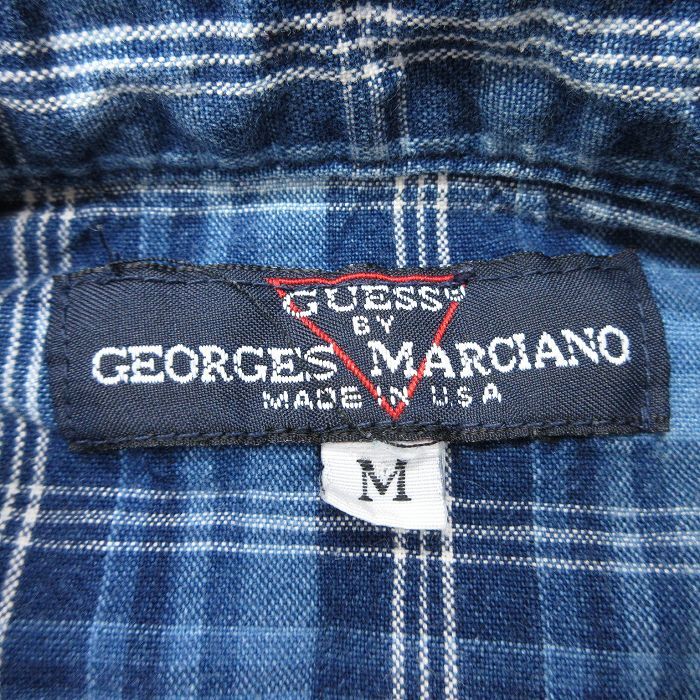 GUESS®
BY
GEORGES MARCIANO
MADE IN USA
M